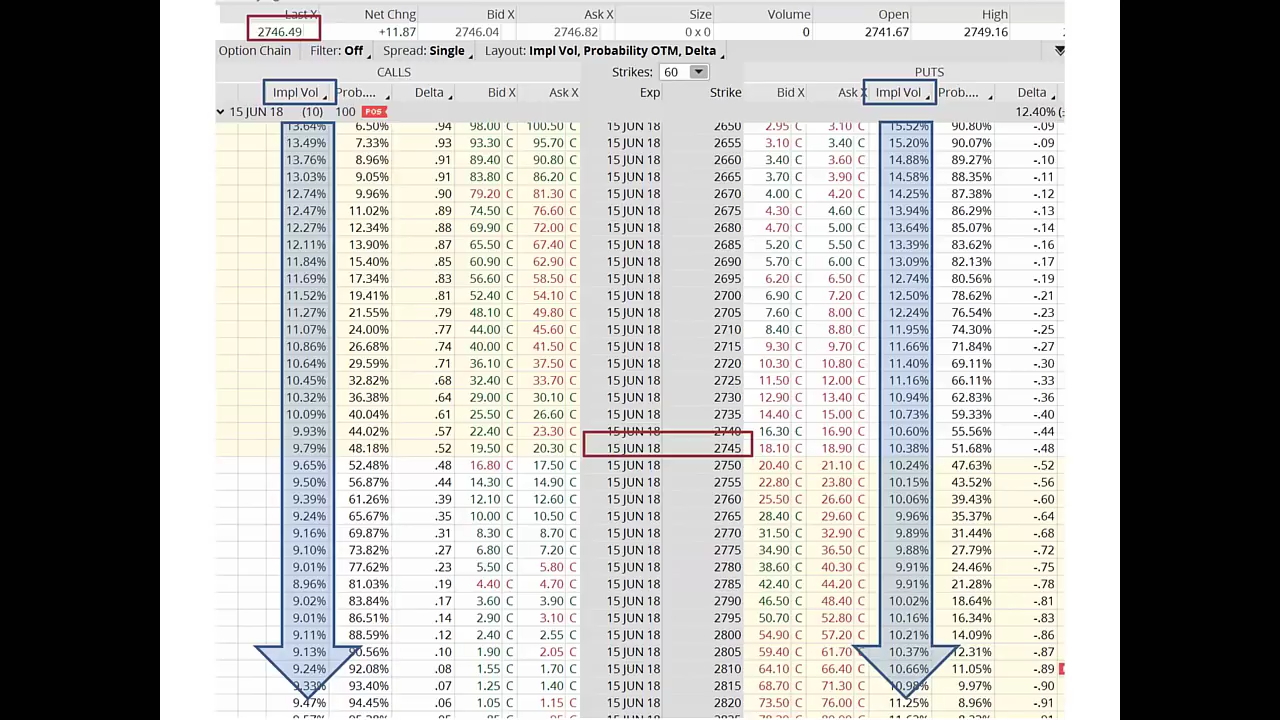 Last X Net Chng Bid X Ask X Size Volume Open High
2746.49 +11.87 2746.04 2746.82 0 x 0 0 2741.67 2749.16
Option Chain Filter: Off Spread: Single Layout: Impl Vol, Probability OTM, Delta
CALLS Strikes: 60 PUTS
Impl Vol Prob.... Delta Bid X Ask X Exp Strike Bid X Ask X Impl Vol Prob.... Delta
15 JUN 18 (10) 100 POS 12.40%
13.64% 6.50% .94 98.00 C 100.50 C 15 JUN 18 2650 2.95 C 3.10 C 15.52% 90.80% -.09
13.49% 7.33% .93 93.30 C 95.70 C 15 JUN 18 2655 3.10 C 3.40 C 15.20% 90.07% -.09
13.76% 8.96% .91 89.40 C 90.80 C 15 JUN 18 2660 3.40 C 3.60 C 14.88% 89.27% -.10
13.03% 9.05% .91 83.80 C 86.20 C 15 JUN 18 2665 3.70 C 3.90 C 14.58% 88.35% -.11
12.74% 9.96% .90 79.20 C 81.30 C 15 JUN 18 2670 4.00 C 4.20 C 14.25% 87.38% -.12
12.47% 11.02% .89 74.50 C 76.60 C 15 JUN 18 2675 4.30 C 4.60 C 13.94% 86.29% -.13
12.27% 12.34% .88 69.90 C 72.00 C 15 JUN 18 2680 4.70 C 5.00 C 13.64% 85.07% -.14
12.11% 13.90% .87 65.50 C 67.40 C 15 JUN 18 2685 5.20 C 5.50 C 13.39% 83.62% -.16
11.84% 15.40% .85 60.90 C 62.90 C 15 JUN 18 2690 5.70 C 6.00 C 13.09% 82.13% -.17
11.69% 17.34% .83 56.60 C 58.50 C 15 JUN 18 2695 6.20 C 6.50 C 12.74% 80.56% -.19
11.52% 19.41% .81 52.40 C 54.10 C 15 JUN 18 2700 6.90 C 7.20 C 12.50% 78.62% -.21
11.27% 21.55% .79 48.10 C 49.80 C 15 JUN 18 2705 7.60 C 8.00 C 12.24% 76.54% -.23
11.07% 24.00% .77 44.00 C 45.60 C 15 JUN 18 2710 8.40 C 8.80 C 11.95% 74.30% -.25
10.86% 26.68% .74 40.00 C 41.50 C 15 JUN 18 2715 9.30 C 9.70 C 11.66% 71.84% -.27
10.64% 29.59% .71 36.10 C 37.50 C 15 JUN 18 2720 10.30 C 10.80 C 11.40% 69.11% -.30
10.45% 32.82% .68 32.40 C 33.70 C 15 JUN 18 2725 11.50 C 12.00 C 11.16% 66.11% -.33
10.32% 36.38% .64 29.00 C 30.10 C 15 JUN 18 2730 12.90 C 13.40 C 10.94% 62.83% -.36
10.09% 40.04% .61 25.50 C 26.60 C 15 JUN 18 2735 14.40 C 15.00 C 10.73% 59.33% -.40
9.93% 44.02% .57 22.40 C 23.30 C 15 JUN 18 2740 16.30 C 16.90 C 10.60% 55.56% -.44
9.79% 48.18% .52 19.50 C 20.30 C 15 JUN 18 2745 18.10 C 18.90 C 10.38% 51.68% -.48
9.65% 52.48% .48 16.80 C 17.50 C 15 JUN 18 2750 20.40 C 21.10 C 10.24% 47.63% -.52
9.50% 56.87% .44 14.30 C 14.90 C 15 JUN 18 2755 22.80 C 23.80 C 10.15% 43.52% -.56
9.39% 61.26% .39 12.10 C 12.60 C 15 JUN 18 2760 25.50 C 26.60 C 10.06% 39.43% -.60
9.24% 65.67% .35 10.00 C 10.50 C 15 JUN 18 2765 28.40 C 29.60 C 9.96% 35.37% -.64
9.16% 69.87% .31 8.30 C 8.70 C 15 JUN 18 2770 31.50 C 32.90 C 9.89% 31.44% -.68
9.10% 73.82% .27 6.80 C 7.20 C 15 JUN 18 2775 34.90 C 36.50 C 9.88% 27.79% -.72
9.01% 77.62% .23 5.50 C 5.80 C 15 JUN 18 2780 38.60 C 40.30 C 9.91% 24.46% -.75
8.96% 81.03% .19 4.40 C 4.70 C 15 JUN 18 2785 42.40 C 44.20 C 9.91% 21.28% -.78
9.02% 83.84% .17 3.60 C 3.90 C 15 JUN 18 2790 46.50 C 48.40 C 10.02% 18.64% -.81
9.01% 86.51% .14 2.90 C 3.10 C 15 JUN 18 2795 50.70 C 52.80 C 10.16% 16.34% -.83
9.11% 88.59% .12 2.40 C 2.55 C 15 JUN 18 2800 54.90 C 57.20 C 10.21% 14.09% -.86
9.13% 90.56% .10 1.90 C 2.05 C 15 JUN 18 2805 59.40 C 61.70 C 10.37% 12.31% -.87
9.24% 92.08% .08 1.55 C 1.70 C 15 JUN 18 2810 64.10 C 66.40 C 10.66% 11.05% -.89
9.33% 93.40% .07 1.25 C 1.40 C 15 JUN 18 2815 68.70 C 71.30 C 10.98% 9.97% -.90
9.47% 94.45% .06 1.05 C 1.15 C 15 JUN 18 2820 73.50 C 76.00 C 11.25% 8.96% -.91